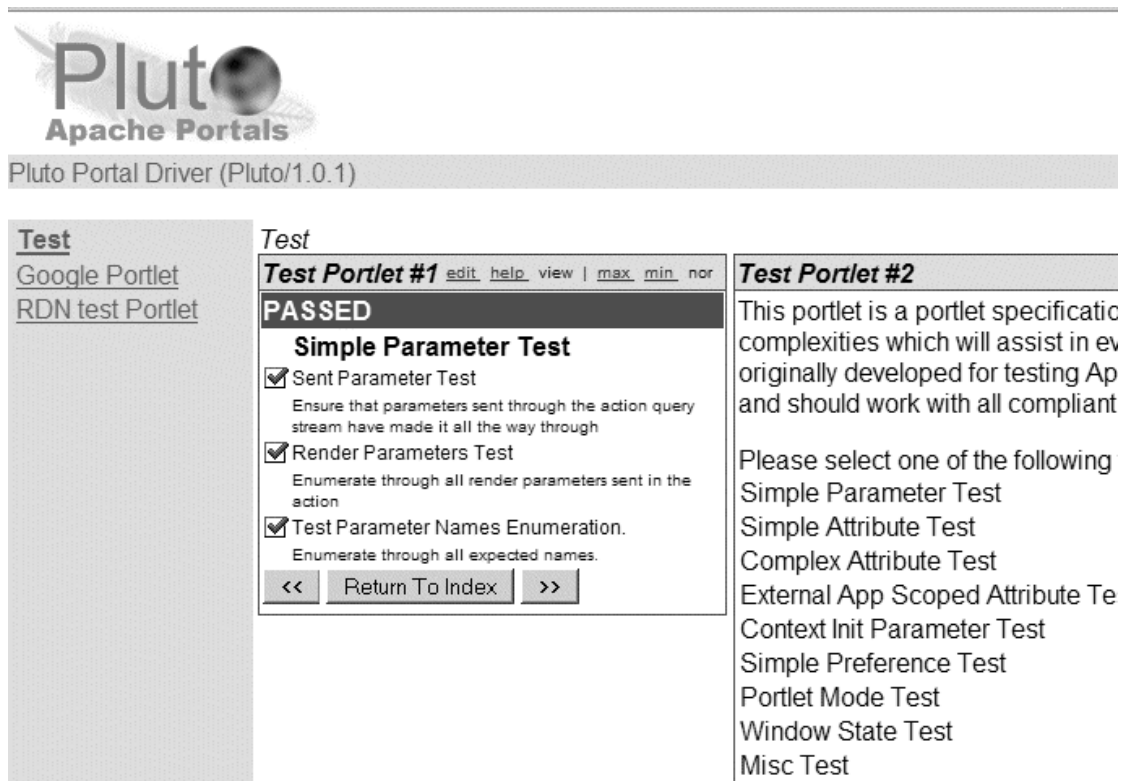 Pluto
Apache Portals
Pluto Portal Driver (Pluto/1.0.1)
Test
Google Portlet
RDN test Portlet
Test
Test Portlet #1 edit help view | max min nor
PASSED
Simple Parameter Test
Sent Parameter Test
Ensure that parameters sent through the action query
stream have made it all the way through
Render Parameters Test
Enumerate through all render parameters sent in the
action
Test Parameter Names Enumeration.
Enumerate through all expected names.
<< Return To Index >>
Test Portlet #2
This portlet is a portlet specificatio
complexities which will assist in ev
originally developed for testing Ap
and should work with all compliant
Please select one of the following
Simple Parameter Test
Simple Attribute Test
Complex Attribute Test
External App Scoped Attribute Te
Context Init Parameter Test
Simple Preference Test
Portlet Mode Test
Window State Test
Misc Test